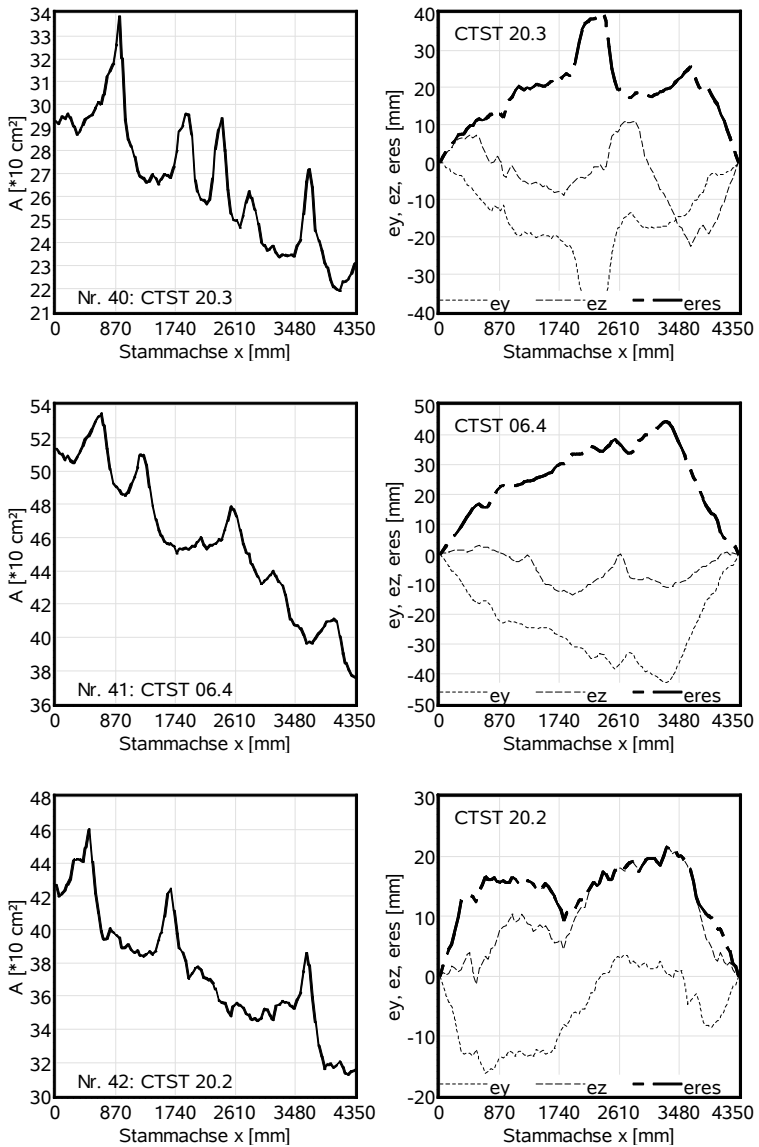 34
33
32
31
30
29
28
27
26
25
24
23
22
21
A [*10 cm²]
Nr. 40: CTST 20.3
0 870 1740 2610 3480 4350
Stammachse x [mm]
40
30
20
10
0
-10
-20
-30
-40
ey, ez, eres [mm]
CTST 20.3
ey ez eres
0 870 1740 2610 3480 4350
Stammachse x [mm]
54
52
50
48
46
44
42
40
38
36
A [*10 cm²]
Nr. 41: CTST 06.4
0 870 1740 2610 3480 4350
Stammachse x [mm]
50
40
30
20
10
0
-10
-20
-30
-40
-50
ey, ez, eres [mm]
CTST 06.4
ey ez eres
0 870 1740 2610 3480 4350
Stammachse x [mm]
48
46
44
42
40
38
36
34
32
30
A [*10 cm²]
Nr. 42: CTST 20.2
0 870 1740 2610 3480 4350
Stammachse x [mm]
30
20
10
0
-10
-20
ey, ez, eres [mm]
CTST 20.2
ey ez eres
0 870 1740 2610 3480 4350
Stammachse x [mm]